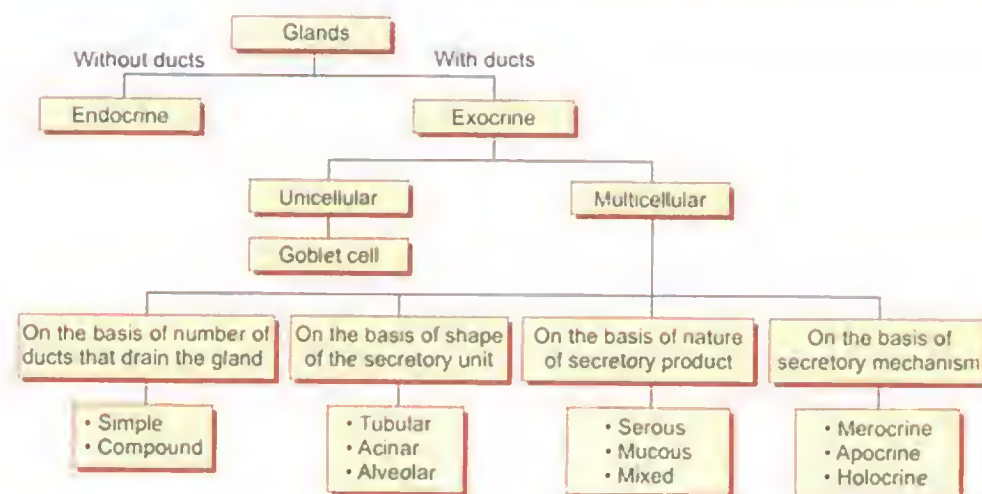 Glands
Without ducts
With ducts
Endocrine
Exocrine
Unicellular
Multicellular
Goblet cell
On the basis of number of
ducts that drain the gland
On the basis of shape
of the secretory unit
On the basis of nature
of secretory product
On the basis of
secretory mechanism
• Simple
• Compound
• Tubular
• Acinar
• Alveolar
• Serous
• Mucous
• Mixed
• Merocrine
• Apocrine
• Holocrine